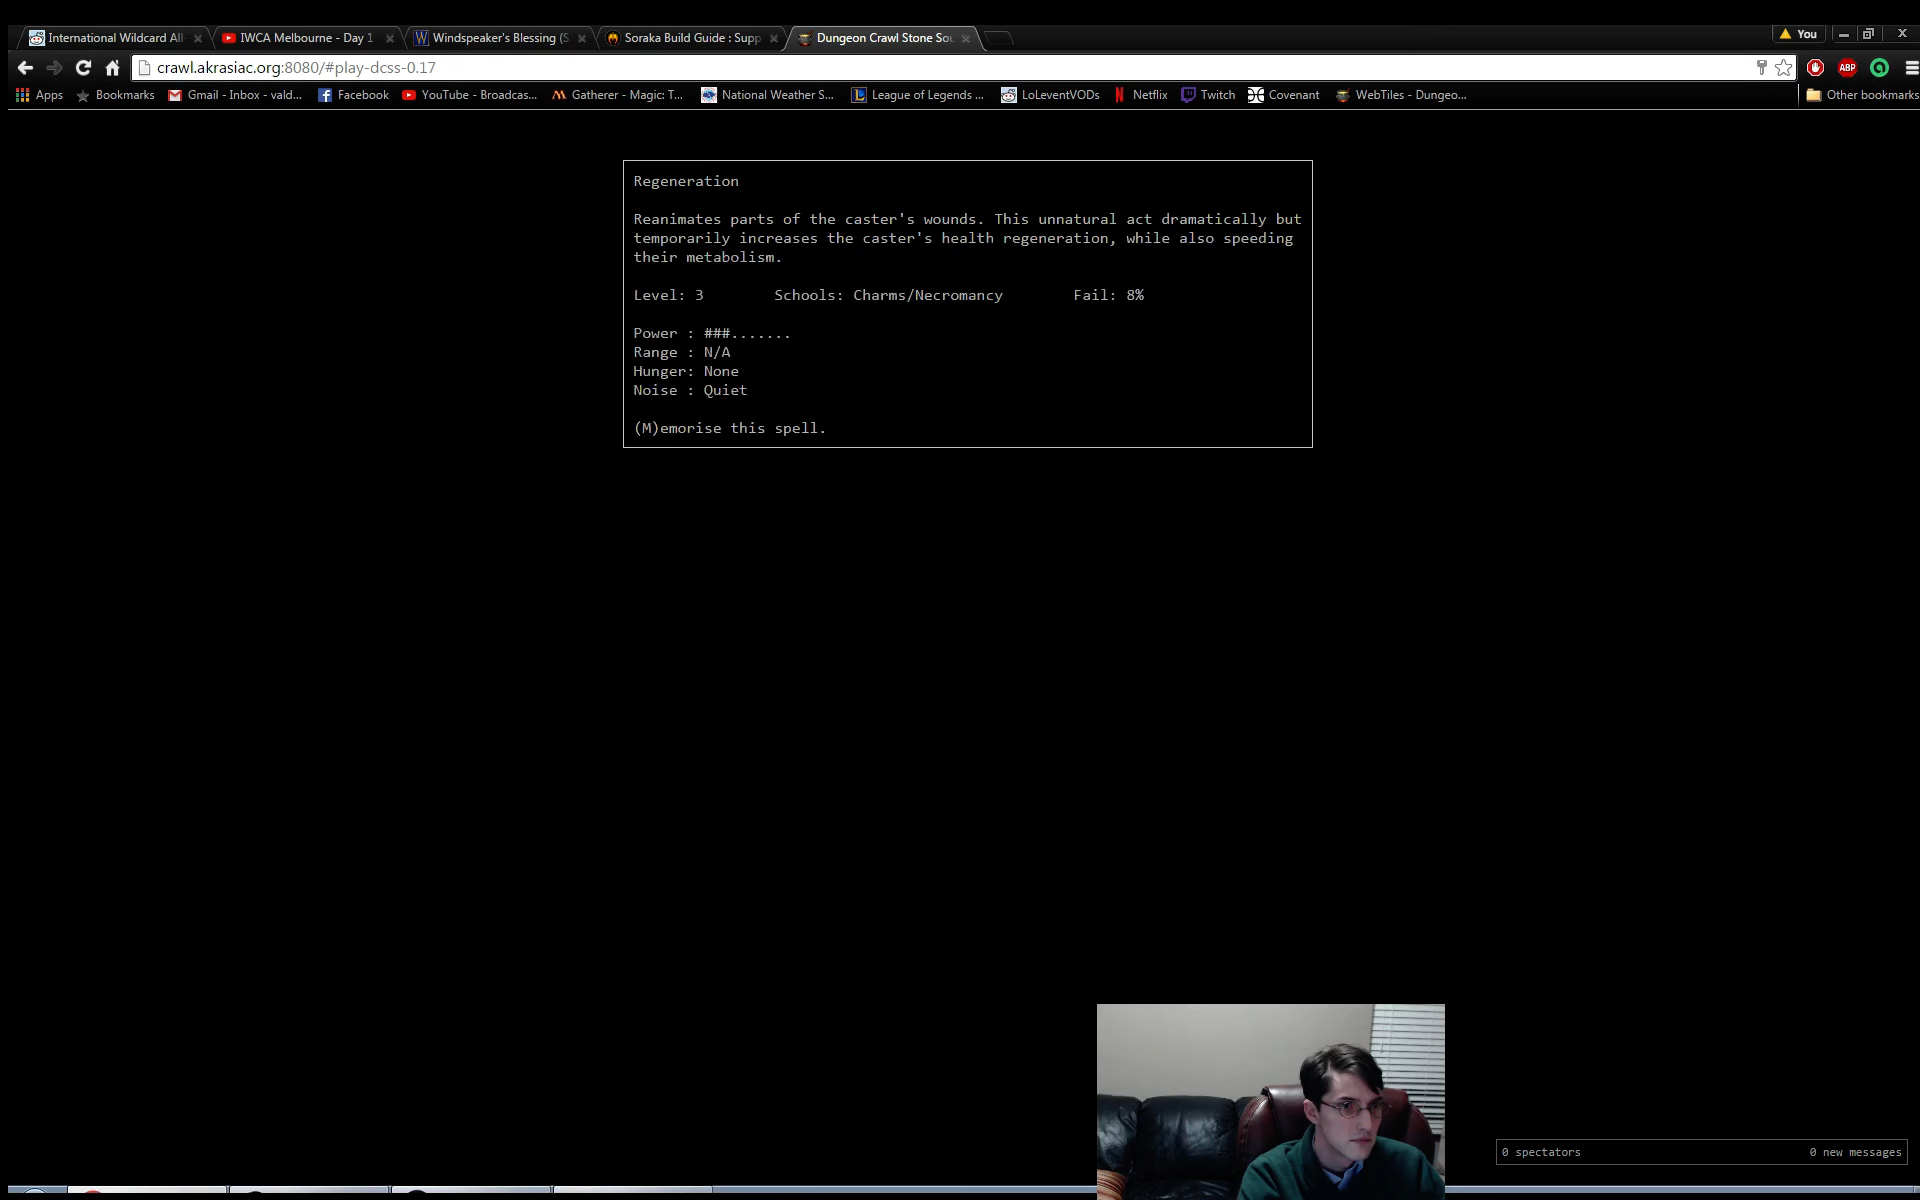 International Wildcard All
IWCA Melbourne - Day 1
Windspeaker's Blessing (S
Soraka Build Guide : Supp
Dungeon Crawl Stone Sou
You
crawl.akrasiac.org:8080/#play-dcss-0.17
ABP
Apps
Bookmarks
Gmail - Inbox - vald...
Facebook
YouTube - Broadcas...
Gatherer - Magic: T...
National Weather S...
League of Legends ...
LoLeventVODs
Netflix
Twitch
Covenant
WebTiles - Dungeo...
Other bookmarks
Regeneration
Reanimates parts of the caster's wounds. This unnatural act dramatically but
temporarily increases the caster's health regeneration, while also speeding
their metabolism.
Level: 3 Schools: Charms/Necromancy Fail: 8%
Power : ###.......
Range : N/A
Hunger: None
Noise : Quiet
(M)emorise this spell.
0 spectators 0 new messages